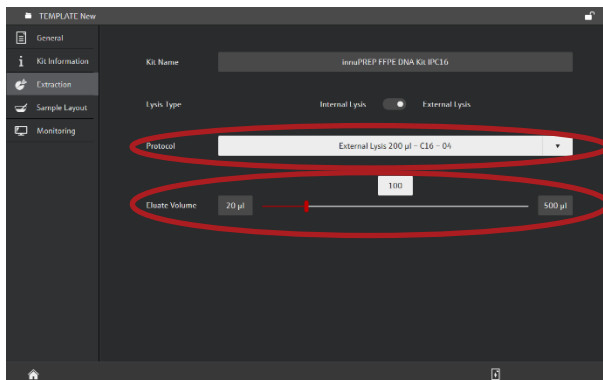 TEMPLATE New
General
Kit Information
Extraction
Sample Layout
Monitoring
Kit Name innuPREP FFPE DNA Kit IPC16
Lysis Type Internal Lysis External Lysis
Protocol External Lysis 200 µl – C16 – 04
100
Eluate Volume 20 µl 500 µl